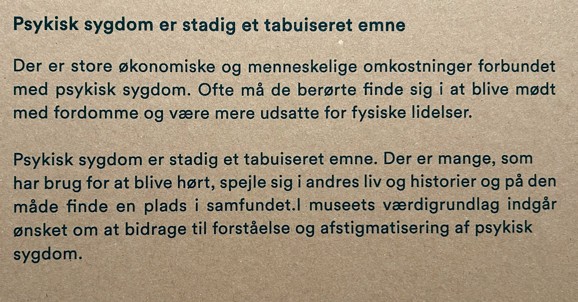 Psykisk sygdom er stadig et tabuiseret emne
Der er store økonomiske og menneskelige omkostninger forbundet
med psykisk sygdom. Ofte må de berørte finde sig i at blive mødt
med fordomme og være mere udsatte for fysiske lidelser.
Psykisk sygdom er stadig et tabuiseret emne. Der er mange, som
har brug for at blive hørt, spejle sig i andres liv og historier og på den
måde finde en plads i samfundet.I museets værdigrundlag indgår
ønsket om at bidrage til forståelse og afstigmatisering af psykisk
sygdom.